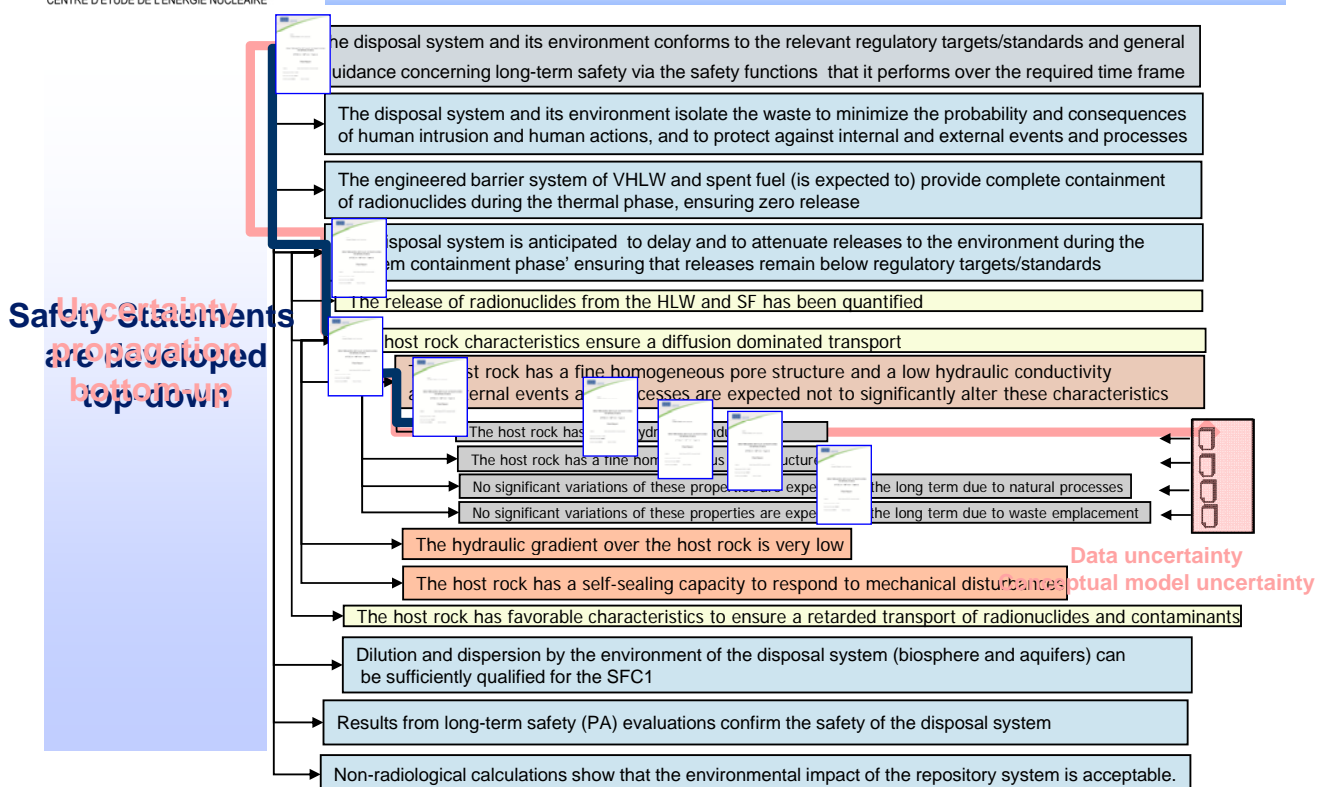 CENTRE D'ETUDE DE L'ENERGIE NUCLEAIRE
he disposal system and its environment conforms to the relevant regulatory targets/standards and general
uidance concerning long-term safety via the safety functions that it performs over the required time frame
The disposal system and its environment isolate the waste to minimize the probability and consequences
of human intrusion and human actions, and to protect against internal and external events and processes
The engineered barrier system of VHLW and spent fuel (is expected to) provide complete containment
of radionuclides during the thermal phase, ensuring zero release
isposal system is anticipated to delay and to attenuate releases to the environment during the
em containment phase' ensuring that releases remain below regulatory targets/standards
The release of radionuclides from the HLW and SF has been quantified
Safety Statements
are developed
top-down
Uncertainty
propagation
bottom-up
host rock characteristics ensure a diffusion dominated transport
st rock has a fine homogeneous pore structure and a low hydraulic conductivity
ernal events a esses are expected not to significantly alter these characteristics
The host rock has hydr ndu
The host rock has a fine hom us ucture
No significant variations of these prope are expe the long term due to natural processes
No significant variations of these properties are expe the long term due to waste emplacement
The hydraulic gradient over the host rock is very low
The host rock has a self-sealing capacity to respond to mechanical disturbances
Data uncertainty
Conceptual model uncertainty
The host rock has favorable characteristics to ensure a retarded transport of radionuclides and contaminants
Dilution and dispersion by the environment of the disposal system (biosphere and aquifers) can
be sufficiently qualified for the SFC1
Results from long-term safety (PA) evaluations confirm the safety of the disposal system
Non-radiological calculations show that the environmental impact of the repository system is acceptable.